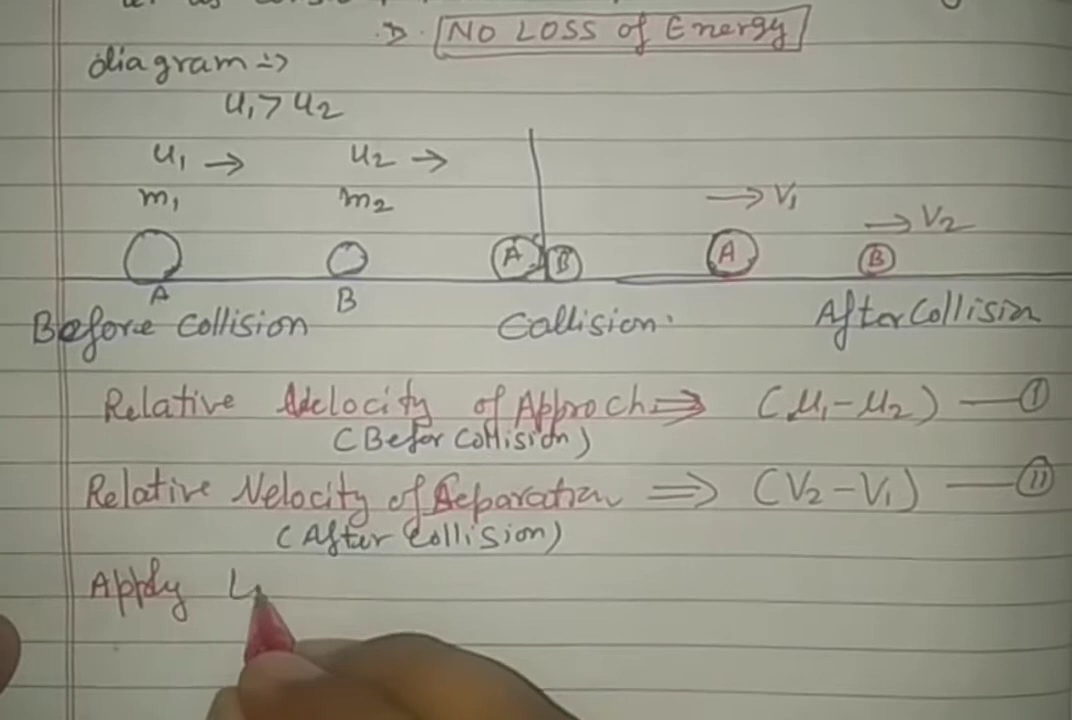 NO LOSS of Energy
diagram =>
u1 > u2
u1 → u2 →
m1 m2
→ V1
→ V2
A B A B
A B
Before Collision Collision. After Collision
Relative Velocity of Approch ⇒ (u1 - u2) — I
(Befor Collision)
Relative Velocity of Separation ⇒ (V2 - V1) — II
(After Collision)
Apply